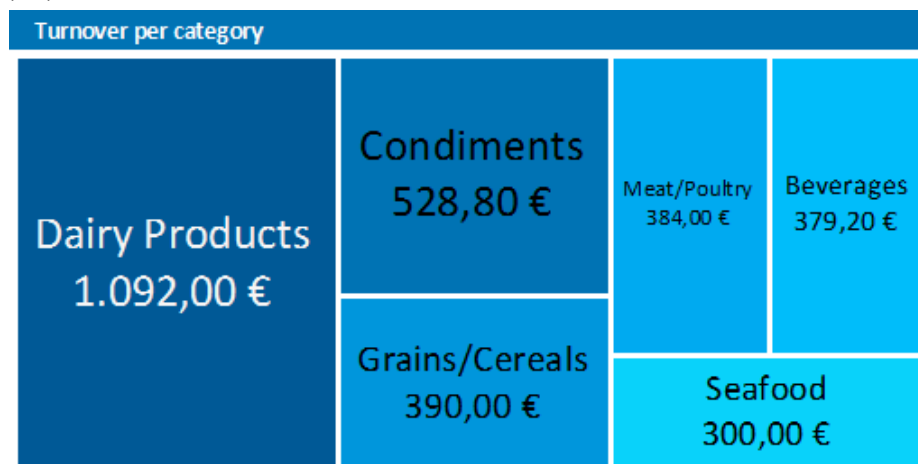 Turnover per category
Dairy Products
1.092,00 €
Condiments
528,80 €
Grains/Cereals
390,00 €
Meat/Poultry
384,00 €
Beverages
379,20 €
Seafood
300,00 €